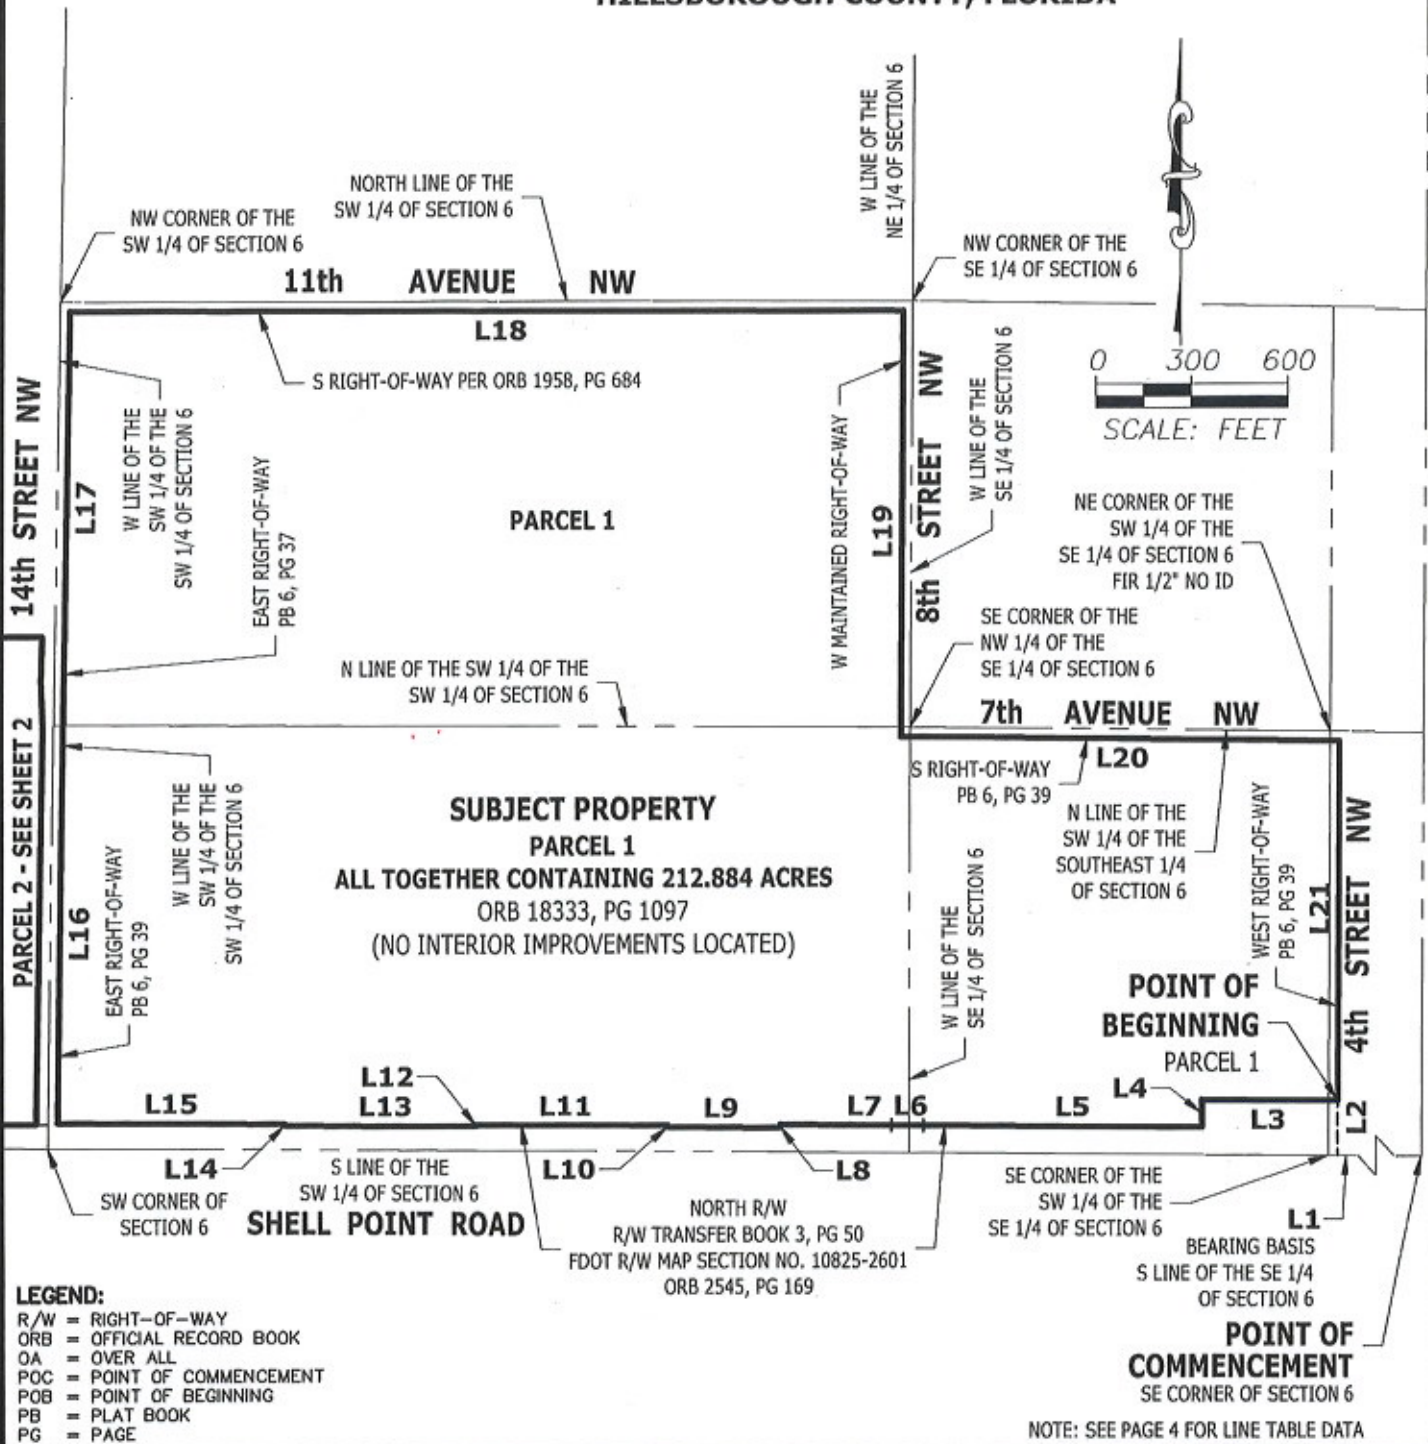 HILLSBOROUGH COUNTY, FLORIDA
W LINE OF THE
NE 1/4 OF SECTION 6
NORTH LINE OF THE
SW 1/4 OF SECTION 6
NW CORNER OF THE
SW 1/4 OF SECTION 6
NW CORNER OF THE
SE 1/4 OF SECTION 6
11th AVENUE NW
L18
S RIGHT-OF-WAY PER ORB 1958, PG 684
0 300 600
SCALE: FEET
14th STREET NW
L17
W LINE OF THE
SW 1/4 OF THE
SW 1/4 OF SECTION 6
EAST RIGHT-OF-WAY
PB 6, PG 37
PARCEL 1
W MAINTAINED RIGHT-OF-WAY
L19
8th STREET NW
W LINE OF THE
SE 1/4 OF SECTION 6
NE CORNER OF THE
SW 1/4 OF THE
SE 1/4 OF SECTION 6
FIR 1/2" NO ID
SE CORNER OF THE
NW 1/4 OF THE
SE 1/4 OF SECTION 6
N LINE OF THE SW 1/4 OF THE
SW 1/4 OF SECTION 6
7th AVENUE NW
L20
S RIGHT-OF-WAY
PB 6, PG 39
N LINE OF THE
SW 1/4 OF THE
SOUTHEAST 1/4
OF SECTION 6
PARCEL 2 - SEE SHEET 2
L16
EAST RIGHT-OF-WAY
PB 6, PG 39
W LINE OF THE
SW 1/4 OF THE
SW 1/4 OF SECTION 6
SUBJECT PROPERTY
PARCEL 1
ALL TOGETHER CONTAINING 212.884 ACRES
ORB 18333, PG 1097
(NO INTERIOR IMPROVEMENTS LOCATED)
W LINE OF THE
SE 1/4 OF SECTION 6
WEST RIGHT-OF-WAY
PB 6, PG 39
L21
4th STREET NW
POINT OF
BEGINNING
PARCEL 1
L12
L4
L15
L13
L11
L9
L7
L6
L5
L3
L2
L14
L10
L8
S LINE OF THE
SW 1/4 OF SECTION 6
SW CORNER OF
SECTION 6
SHELL POINT ROAD
NORTH R/W
R/W TRANSFER BOOK 3, PG 50
FDOT R/W MAP SECTION NO. 10825-2601
ORB 2545, PG 169
SE CORNER OF THE
SW 1/4 OF THE
SE 1/4 OF SECTION 6
L1
BEARING BASIS
S LINE OF THE SE 1/4
OF SECTION 6
POINT OF
COMMENCEMENT
SE CORNER OF SECTION 6
NOTE: SEE PAGE 4 FOR LINE TABLE DATA
LEGEND:
R/W = RIGHT-OF-WAY
ORB = OFFICIAL RECORD BOOK
OA = OVER ALL
POC = POINT OF COMMENCEMENT
POB = POINT OF BEGINNING
PB = PLAT BOOK
PG = PAGE